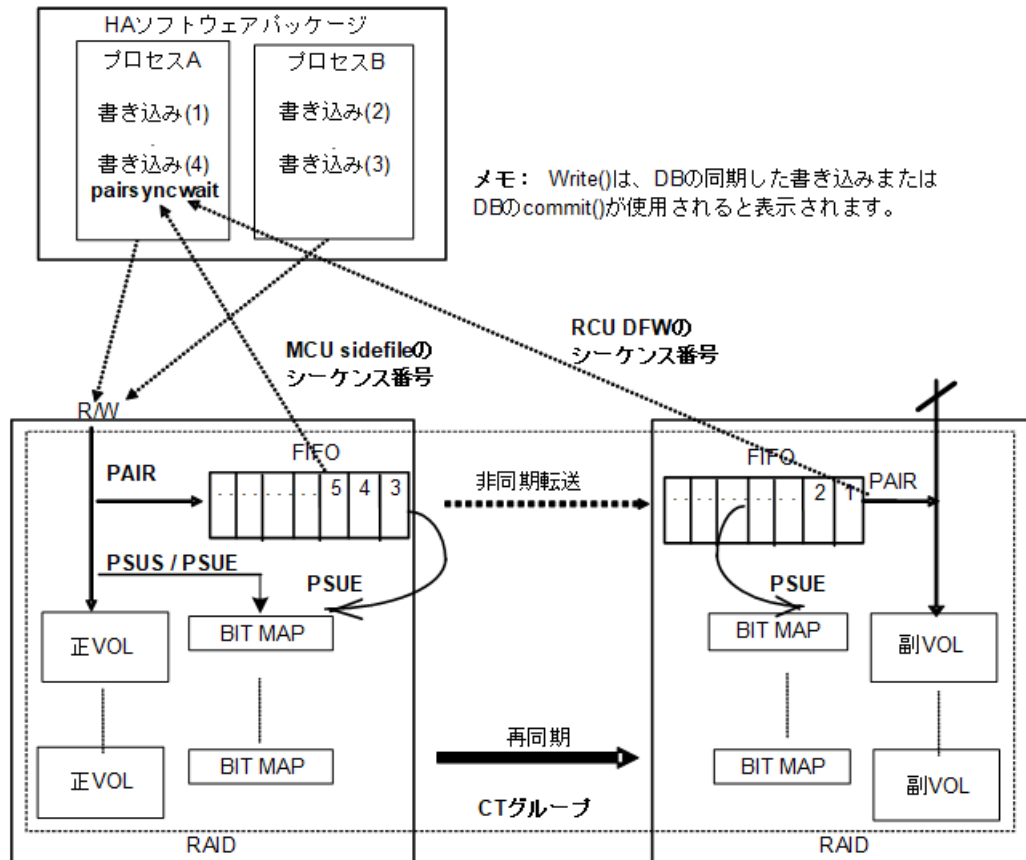 HAソフトウェアパッケージ
プロセスA
プロセスB
書き込み(1)
書き込み(2)
書き込み(4)
書き込み(3)
pairsyncwait
メモ： Write()は、DBの同期した書き込みまたは
DBのcommit()が使用されると表示されます。
MCU sidefileの
シーケンス番号
RCU DFWの
シーケンス番号
R/W
FIFO
PAIR
5 4 3
非同期転送
FIFO
2 1
PAIR
PSUS / PSUE
PSUE
PSUE
正VOL
BIT MAP
BIT MAP
副VOL
再同期
正VOL
BIT MAP
BIT MAP
副VOL
CTグループ
RAID
RAID